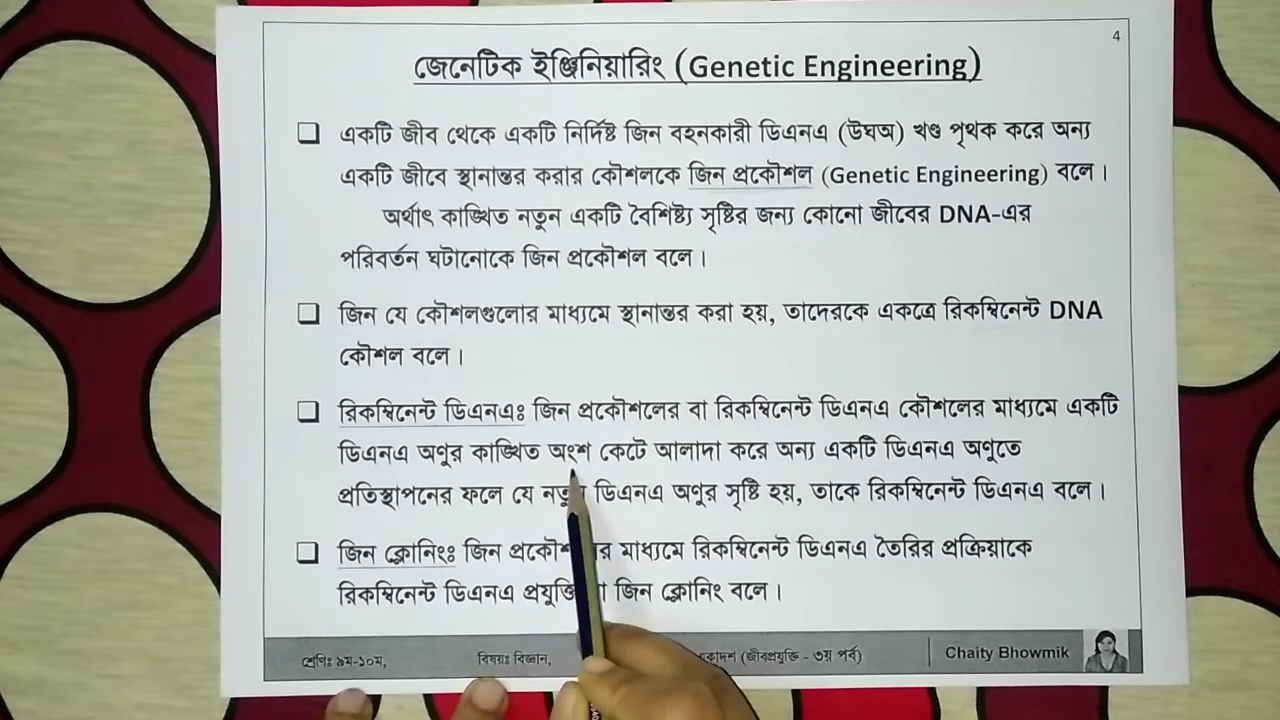 4
জেনেটিক ইঞ্জিনিয়ারিং (Genetic Engineering)
একটি জীব থেকে একটি নির্দিষ্ট জিন বহনকারী ডিএনএ (উঘঅ) খণ্ড পৃথক করে অন্য
একটি জীবে স্থানান্তর করার কৌশলকে জিন প্রকৌশল (Genetic Engineering) বলে।
অর্থাৎ কাঙ্খিত নতুন একটি বৈশিষ্ট্য সৃষ্টির জন্য কোনো জীবের DNA-এর
পরিবর্তন ঘটানোকে জিন প্রকৌশল বলে।
জিন যে কৌশলগুলোর মাধ্যমে স্থানান্তর করা হয়, তাদেরকে একত্রে রিকম্বিনেন্ট DNA
কৌশল বলে।
রিকম্বিনেন্ট ডিএনএঃ জিন প্রকৌশলের বা রিকম্বিনেন্ট ডিএনএ কৌশলের মাধ্যমে একটি
ডিএনএ অণুর কাঙ্খিত অংশ কেটে আলাদা করে অন্য একটি ডিএনএ অণুতে
প্রতিস্থাপনের ফলে যে ডিএনএ অণুর সৃষ্টি হয়, তাকে রিকম্বিনেন্ট ডিএনএ বলে।
জিন ক্লোনিংঃ জিন মাধ্যমে রিকম্বিনেন্ট ডিএনএ তৈরির প্রক্রিয়াকে
রিকম্বিনেন্ট ডিএনএ জিন ক্লোনিং বলে।
শ্রেণিঃ ৯ম-১০ম, বিষয়ঃ বিজ্ঞান, (জীবপ্রযুক্তি - ৩য় পর্ব) Chaity Bhowmik